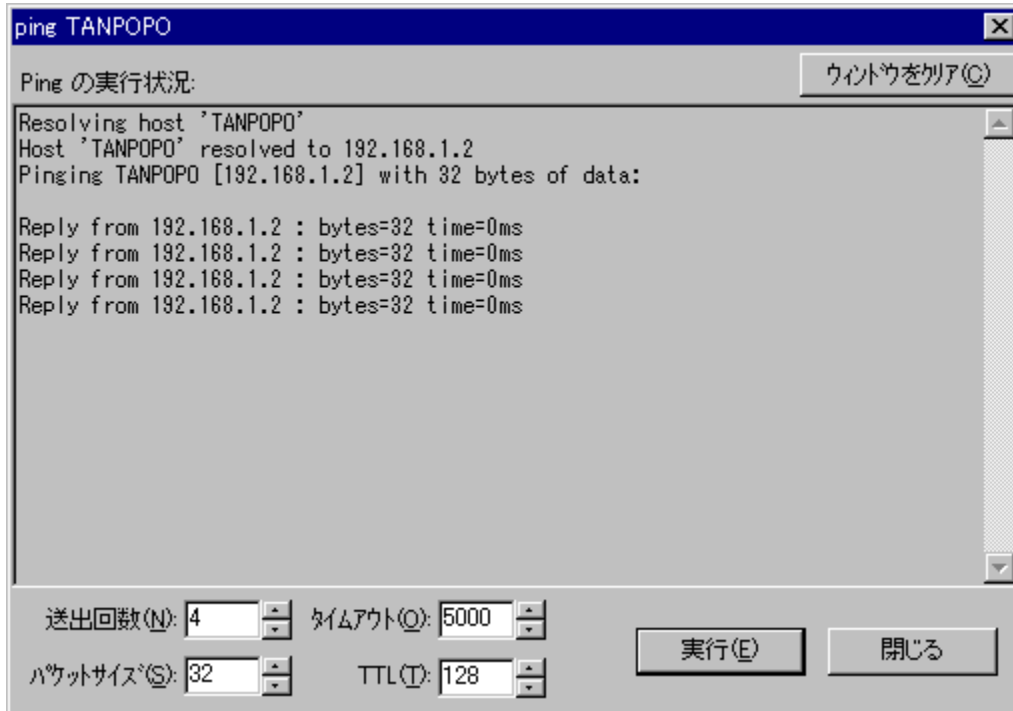 ping TANPOPO
Ping の実行状況:
ｳｨﾝﾄﾞｳをｸﾘｱ(C)
Resolving host 'TANPOPO'
Host 'TANPOPO' resolved to 192.168.1.2
Pinging TANPOPO [192.168.1.2] with 32 bytes of data:
Reply from 192.168.1.2 : bytes=32 time=0ms
Reply from 192.168.1.2 : bytes=32 time=0ms
Reply from 192.168.1.2 : bytes=32 time=0ms
Reply from 192.168.1.2 : bytes=32 time=0ms
送出回数(N): 4 ﾀｲﾑｱｳﾄ(O): 5000
実行(E) 閉じる
ﾊﾟｹｯﾄｻｲｽﾞ(S): 32 TTL(T): 128